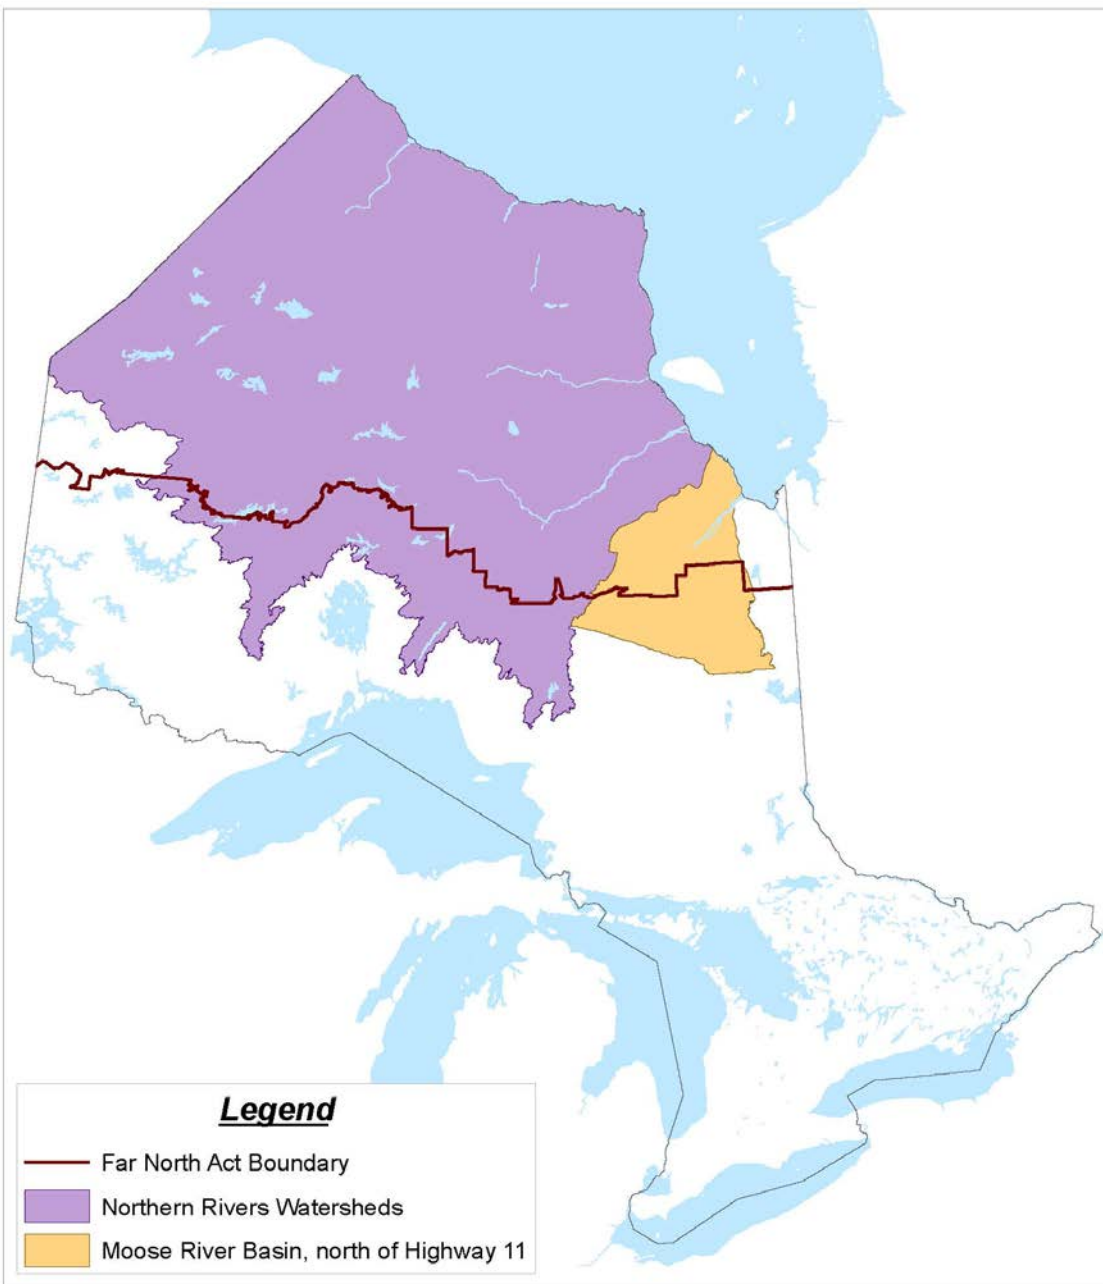 Legend
Far North Act Boundary
Northern Rivers Watersheds
Moose River Basin, north of Highway 11